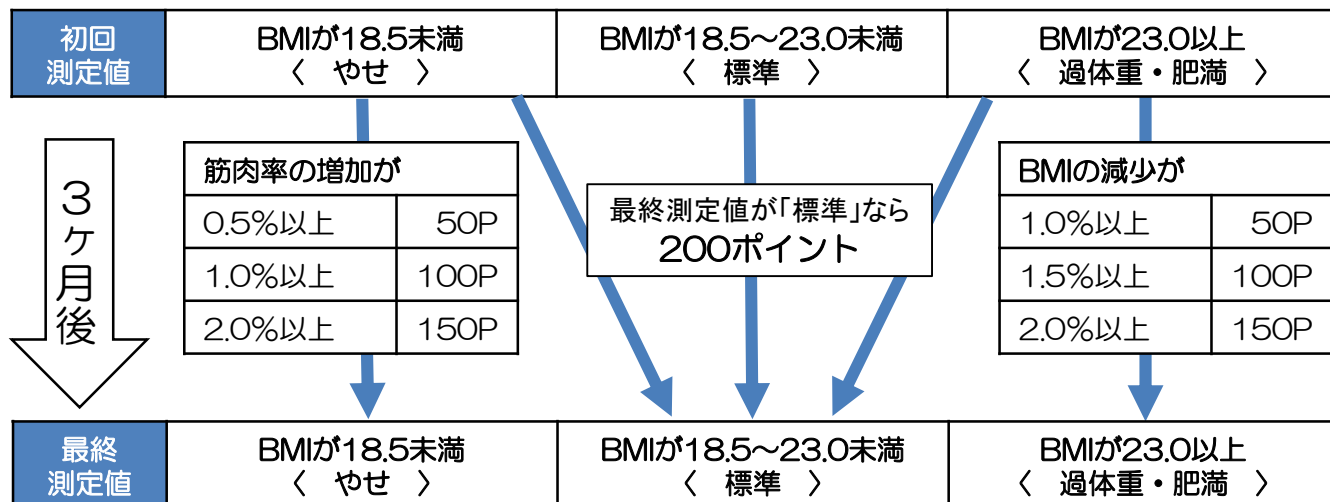 初回
測定値
BMIが18.5未満
〈 やせ 〉
BMIが18.5～23.0未満
〈 標準 〉
BMIが23.0以上
〈 過体重・肥満 〉
3ヶ月後
筋肉率の増加が
0.5%以上 50P
1.0%以上 100P
2.0%以上 150P
最終測定値が「標準」なら
200ポイント
BMIの減少が
1.0%以上 50P
1.5%以上 100P
2.0%以上 150P
最終
測定値
BMIが18.5未満
〈 やせ 〉
BMIが18.5～23.0未満
〈 標準 〉
BMIが23.0以上
〈 過体重・肥満 〉